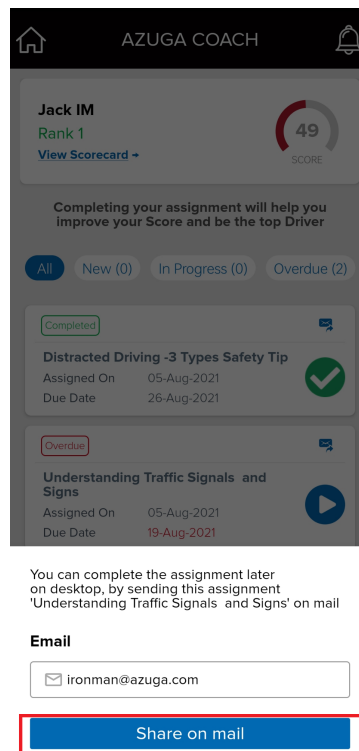 AZUGA COACH
Jack IM
Rank 1
View Scorecard →
49
SCORE
Completing your assignment will help you
improve your Score and be the top Driver
All New (0) In Progress (0) Overdue (2)
Completed
Distracted Driving -3 Types Safety Tip
Assigned On 05-Aug-2021
Due Date 26-Aug-2021
Overdue
Understanding Traffic Signals and
Signs
Assigned On 05-Aug-2021
Due Date 19-Aug-2021
You can complete the assignment later
on desktop, by sending this assignment
'Understanding Traffic Signals and Signs' on mail
Email
ironman@azuga.com
Share on mail